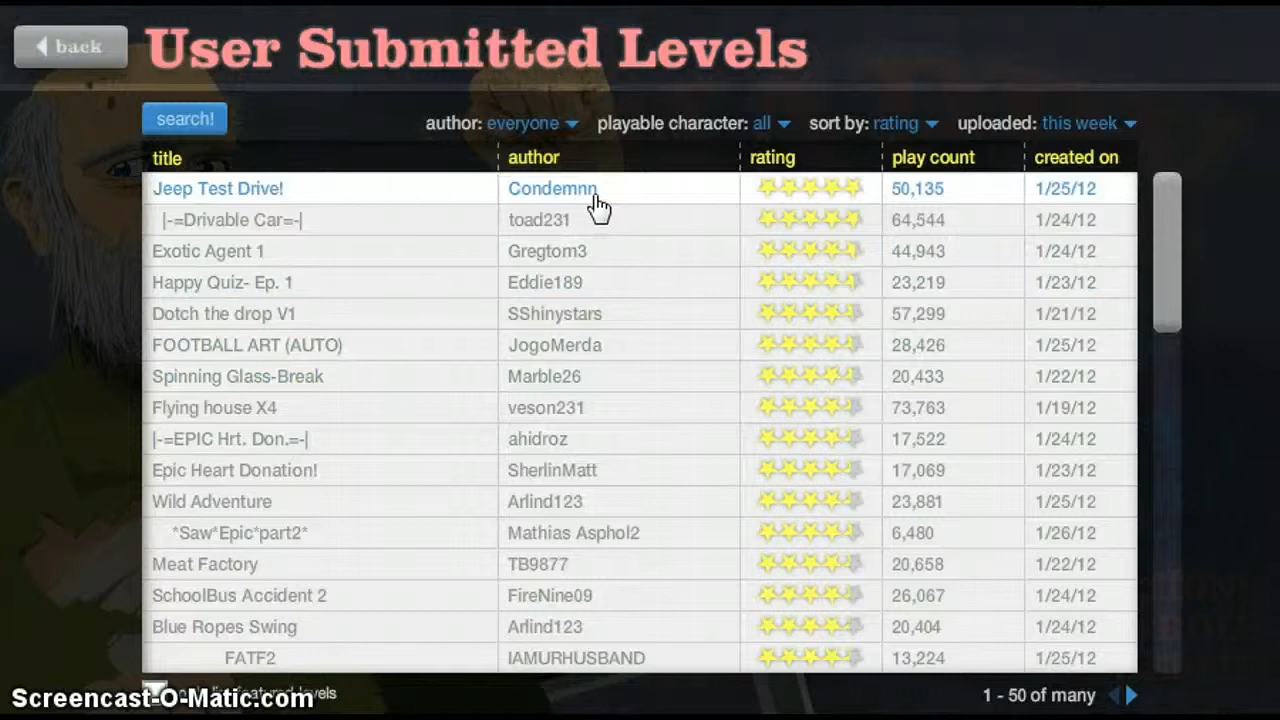 back
User Submitted Levels
search!
author: everyone playable character: all sort by: rating uploaded: this week
title author rating play count created on
Jeep Test Drive! Condemnn 50,135 1/25/12
|-=Drivable Car=-| toad231 64,544 1/24/12
Exotic Agent 1 Gregtom3 44,943 1/24/12
Happy Quiz- Ep. 1 Eddie189 23,219 1/23/12
Dotch the drop V1 SShinystars 57,299 1/21/12
FOOTBALL ART (AUTO) JogoMerda 28,426 1/25/12
Spinning Glass-Break Marble26 20,433 1/22/12
Flying house X4 veson231 73,763 1/19/12
|-=EPIC Hrt. Don.=-| ahidroz 17,522 1/24/12
Epic Heart Donation! SherlinMatt 17,069 1/23/12
Wild Adventure Arlind123 23,881 1/25/12
*Saw*Epic*part2* Mathias Asphol2 6,480 1/26/12
Meat Factory TB9877 20,658 1/22/12
SchoolBus Accident 2 FireNine09 26,067 1/24/12
Blue Ropes Swing Arlind123 20,404 1/24/12
FATF2 IAMURHUSBAND 13,224 1/25/12
levels 1 - 50 of many
Screencast-O-Matic.com